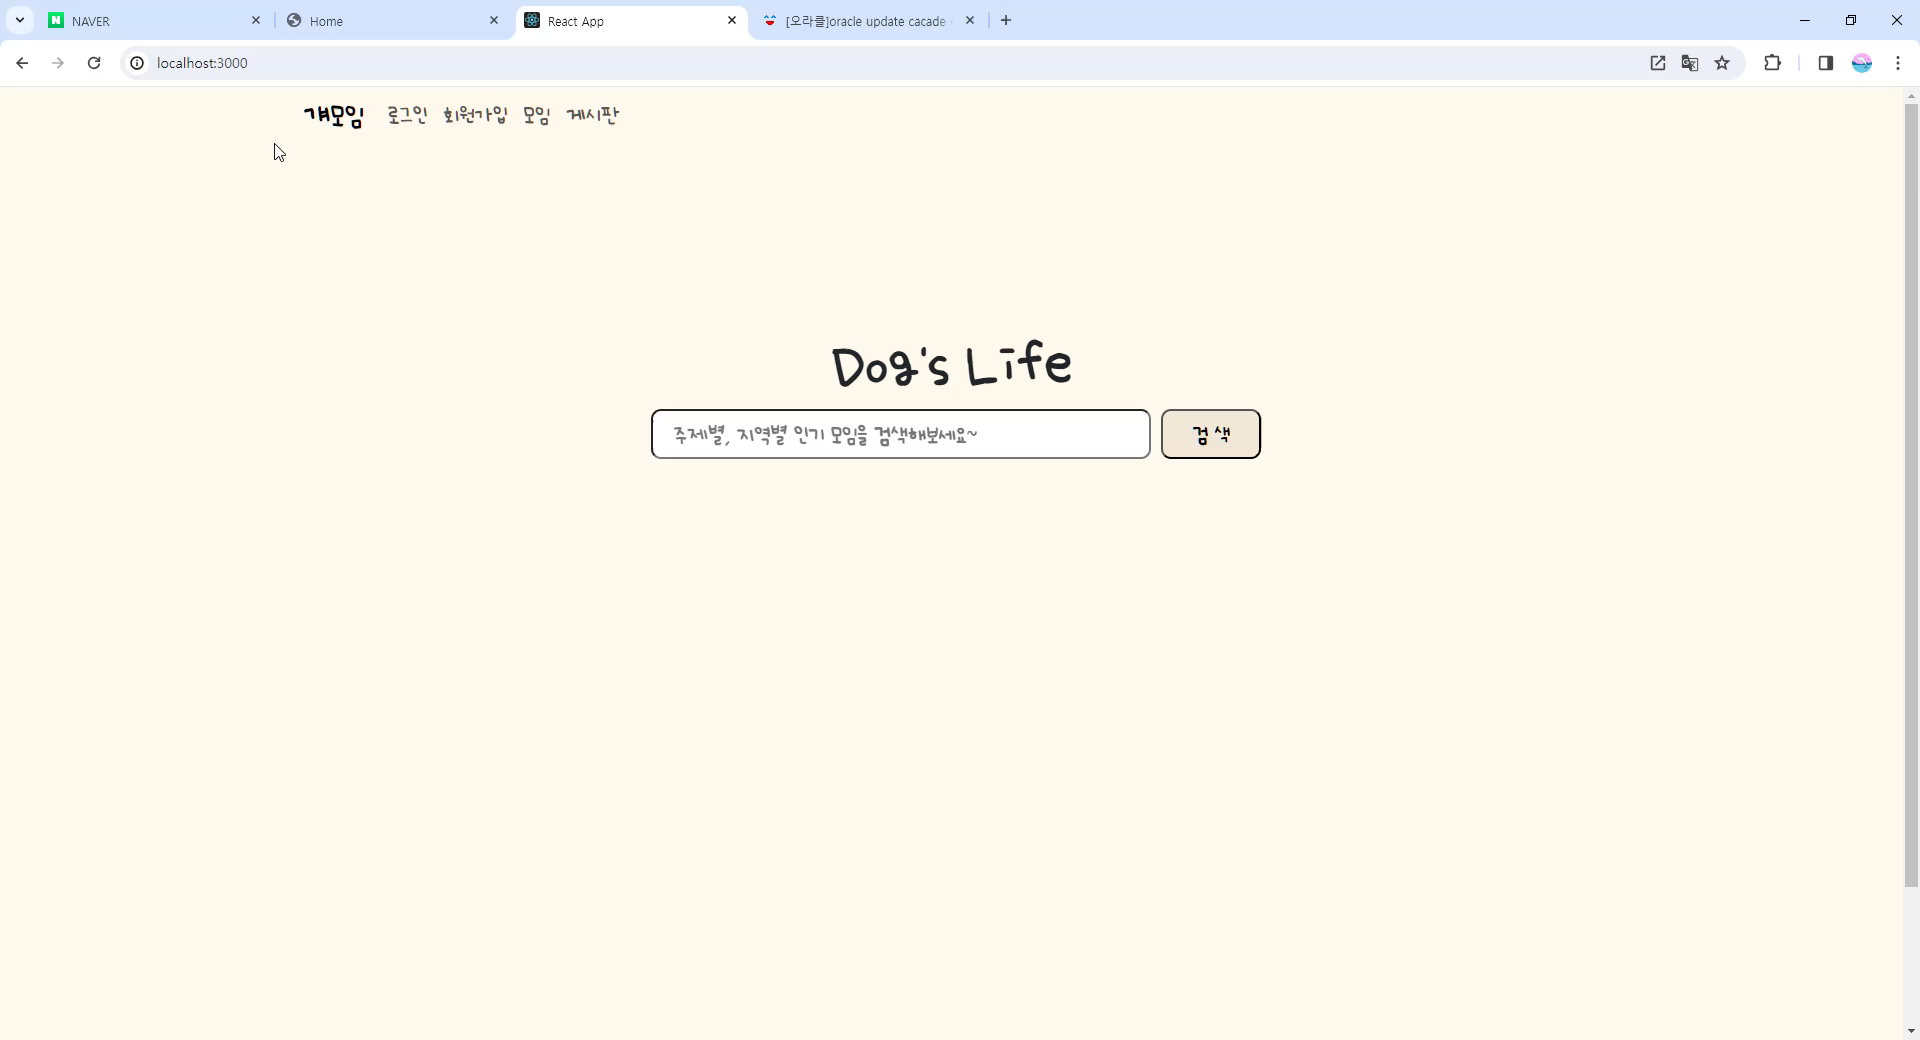 NAVER
Home
React App
[오라클]oracle update cacade
localhost:3000
걔모임 로그인 회원가입 모임 게시판
Dog's Life
주제별, 지역별 인기 모임을 검색해보세요~
검 색